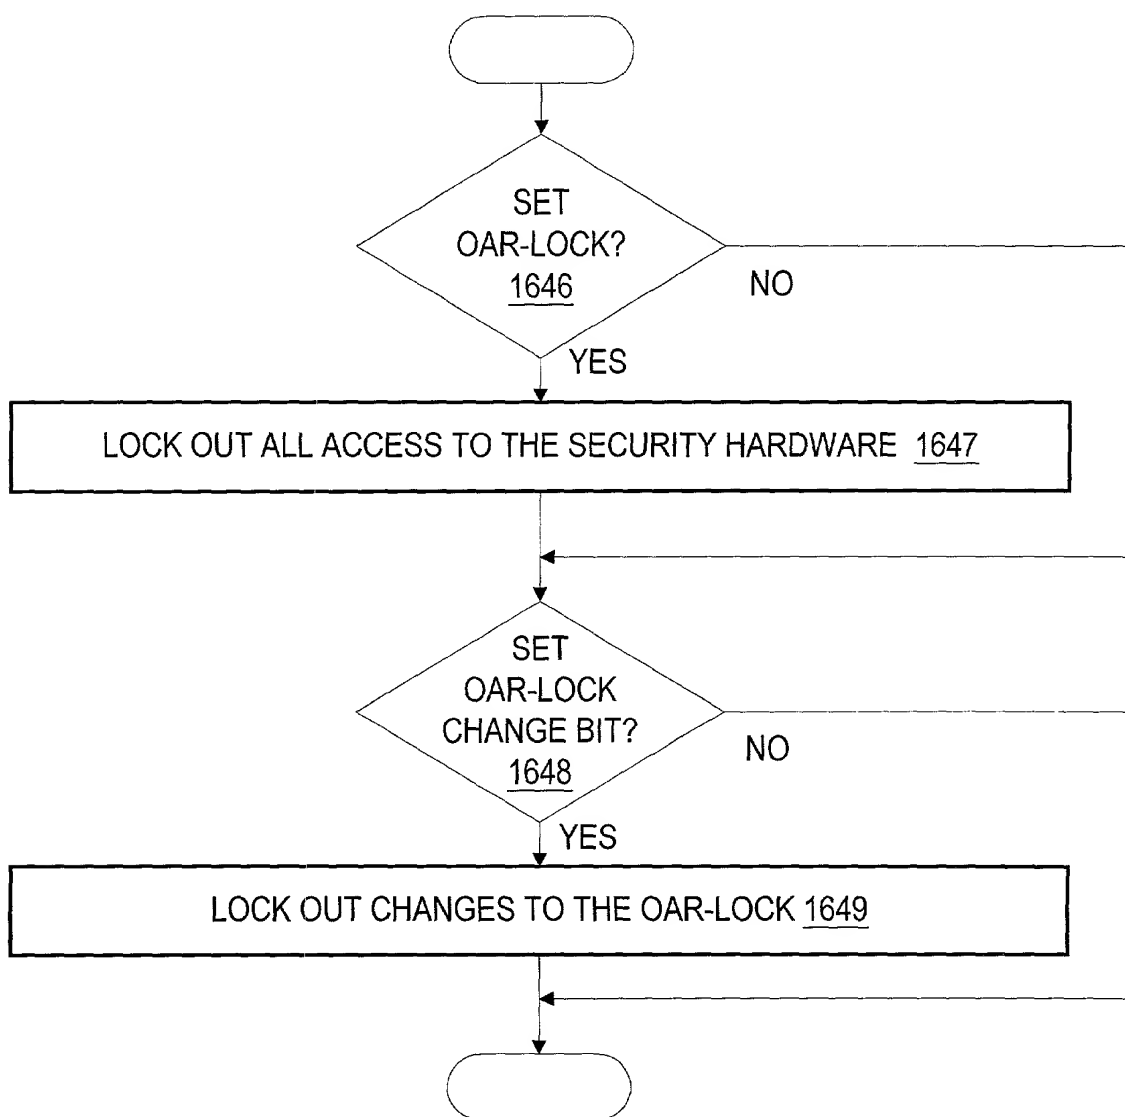 SET
OAR-LOCK?
1646
NO
YES
LOCK OUT ALL ACCESS TO THE SECURITY HARDWARE 1647
SET
OAR-LOCK
CHANGE BIT?
1648
NO
YES
LOCK OUT CHANGES TO THE OAR-LOCK 1649